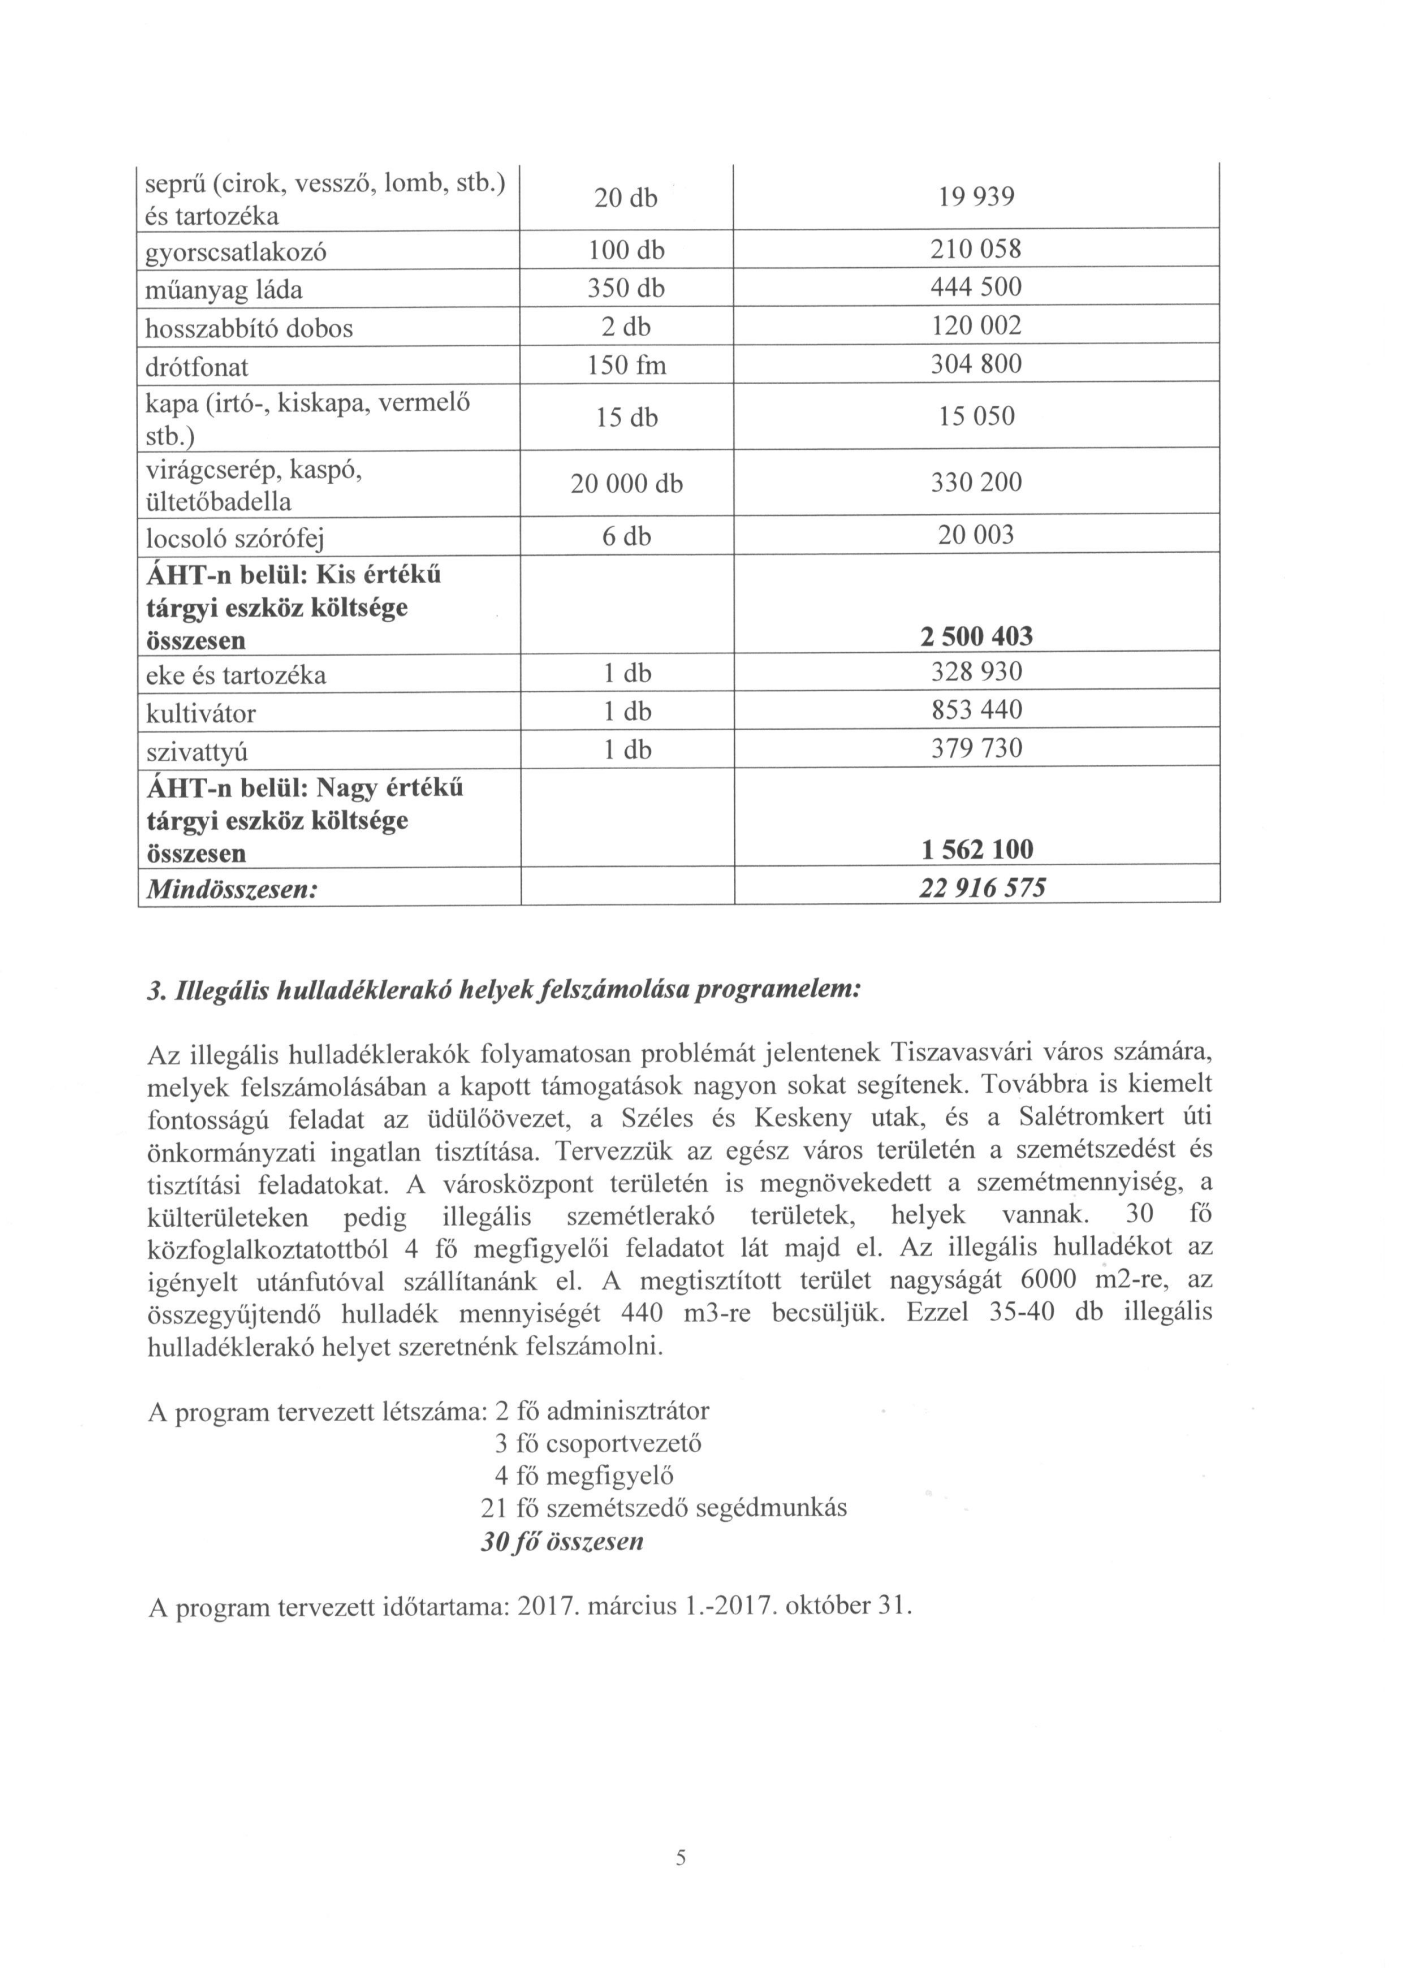 seprű (cirok, vessző, lomb, stb.)
és tartozéka
20 db
19 939
gyorscsatlakozó 100 db 210 058
műanyag láda 350 db 444 500
hosszabbító dobos 2 db 120 002
drótfonat 150 fm 304 800
kapa (irtó-, kiskapa, vermelő
stb.)
15 db
15 050
virágcserép, kaspó,
ültetőbadella
20 000 db
330 200
locsoló szórófej 6 db 20 003
ÁHT-n belül: Kis értékű
tárgyi eszköz költsége
összesen 2 500 403
eke és tartozéka 1 db 328 930
kultivátor 1 db 853 440
szivattyú 1 db 379 730
ÁHT-n belül: Nagy értékű
tárgyi eszköz költsége
összesen 1 562 100
Mindösszesen: 22 916 575
3. Illegális hulladéklerakó helyek felszámolása programelem:
Az illegális hulladéklerakók folyamatosan problémát jelentenek Tiszavasvári város számára,
melyek felszámolásában a kapott támogatások nagyon sokat segítenek. Továbbra is kiemelt
fontosságú feladat az üdülőövezet, a Széles és Keskeny utak, és a Salétromkert úti
önkormányzati ingatlan tisztítása. Tervezzük az egész város területén a szemétszedést és
tisztítási feladatokat. A városközpont területén is megnövekedett a szemétmennyiség, a
külterületeken pedig illegális szemétlerakó területek, helyek vannak. 30 fő
közfoglalkoztatottból 4 fő megfigyelői feladatot lát majd el. Az illegális hulladékot az
igényelt utánfutóval szállítanánk el. A megtisztított terület nagyságát 6000 m2-re, az
összegyűjtendő hulladék mennyiségét 440 m3-re becsüljük. Ezzel 35-40 db illegális
hulladéklerakó helyet szeretnénk felszámolni.
A program tervezett létszáma: 2 fő adminisztrátor
3 fő csoportvezető
4 fő megfigyelő
21 fő szemétszedő segédmunkás
30 fő összesen
A program tervezett időtartama: 2017. március 1.-2017. október 31.
5